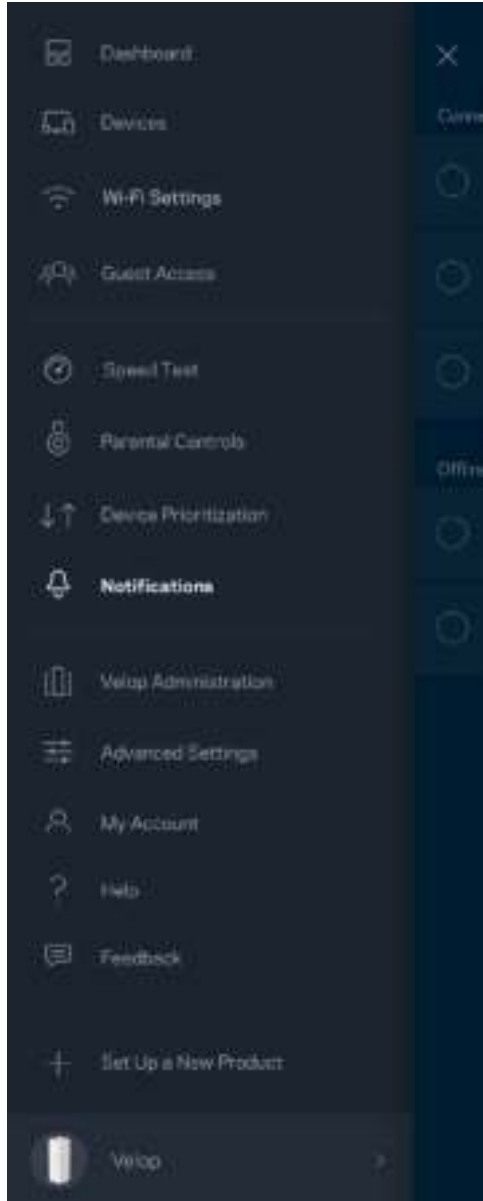 Dashboard
Devices
Wi-Fi Settings
Guest Access
Speed Test
Parental Controls
Device Prioritization
Notifications
Velop Administration
Advanced Settings
My Account
Help
Feedback
Set Up a New Product
Velop